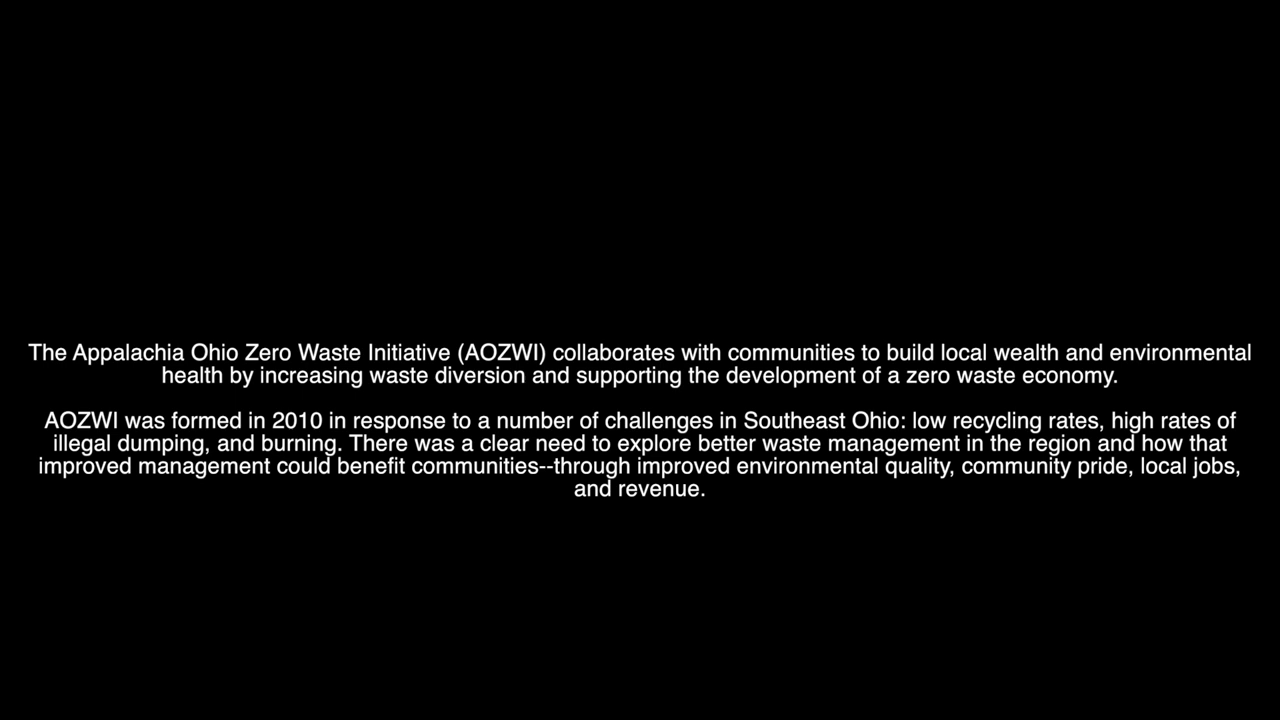 The Appalachia Ohio Zero Waste Initiative (AOZWI) collaborates with communities to build local wealth and environmental
health by increasing waste diversion and supporting the development of a zero waste economy.
AOZWI was formed in 2010 in response to a number of challenges in Southeast Ohio: low recycling rates, high rates of
illegal dumping, and burning. There was a clear need to explore better waste management in the region and how that
improved management could benefit communities--through improved environmental quality, community pride, local jobs,
and revenue.